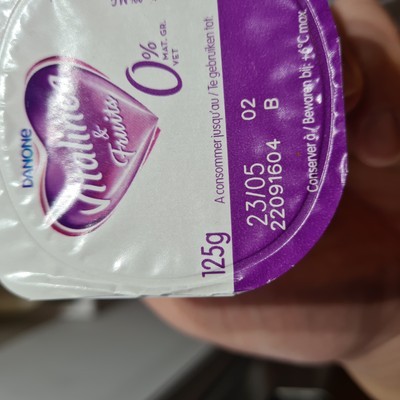 0%
MAT. GR.
VET
DANONE
Vitalinea
&
Fruits
125g
A consommer jusqu'au / Te gebruiken tot:
23/05 02
22091604 B
Conserver à / Bewaren bij: +6°C max